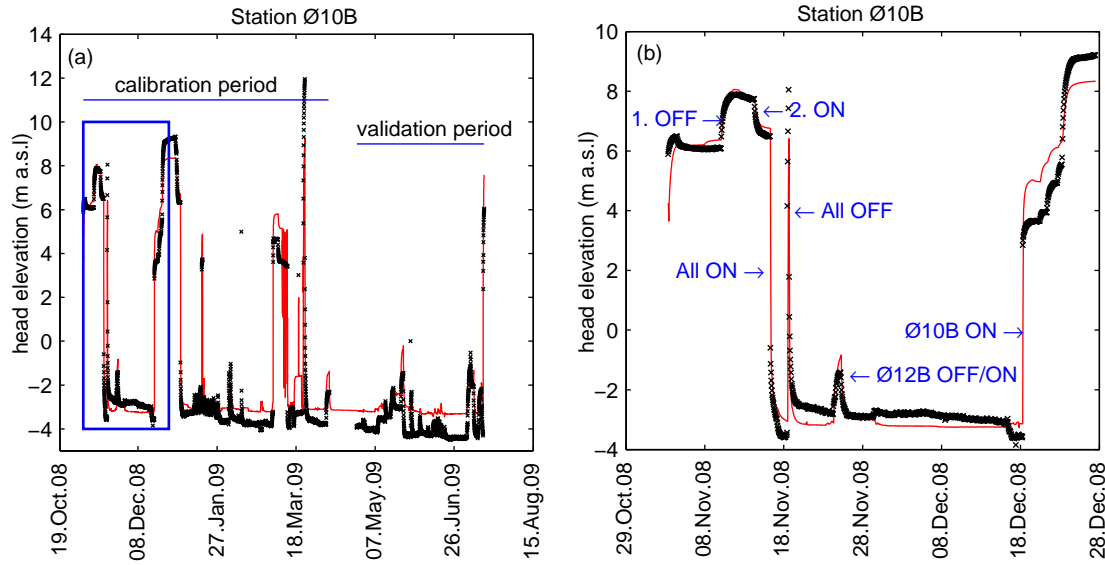 Station Ø10B
(a)
calibration period
validation period
head elevation (m a.s.l)
14
12
10
8
6
4
2
0
−2
−4
19.Oct.08
08.Dec.08
27.Jan.09
18.Mar.09
07.May.09
26.Jun.09
15.Aug.09
Station Ø10B
(b)
1. OFF
2. ON
All OFF
All ON
Ø10B ON
Ø12B OFF/ON
head elevation (m a.s.l)
10
8
6
4
2
0
−2
−4
29.Oct.08
08.Nov.08
18.Nov.08
28.Nov.08
08.Dec.08
18.Dec.08
28.Dec.08